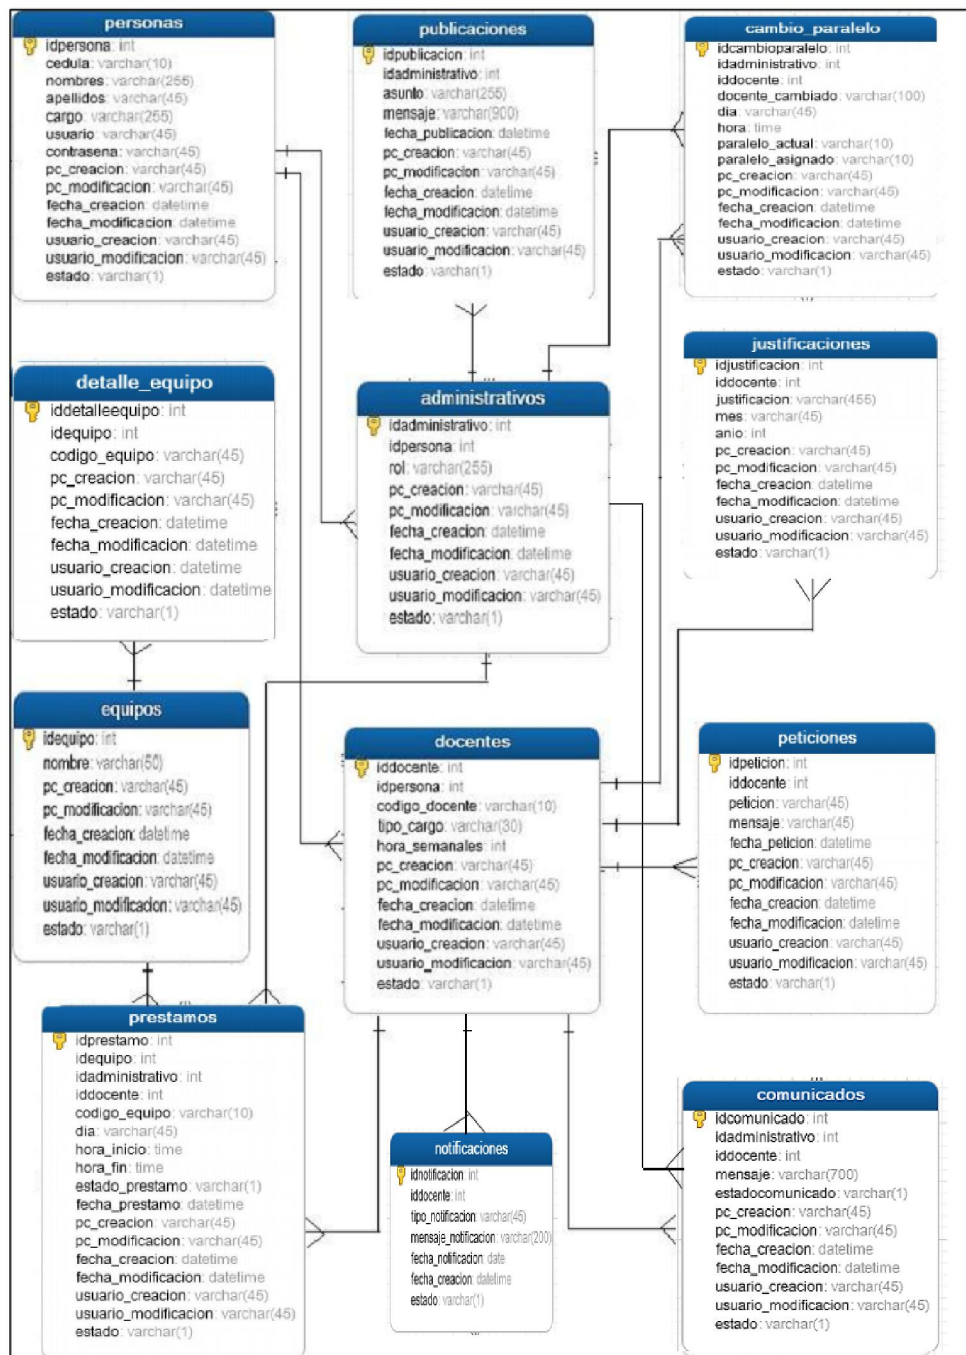 personas
idpersona: int
cedula: varchar(10)
nombres: varchar(255)
apellidos: varchar(45)
cargo: varchar(255)
usuario: varchar(45)
contrasena: varchar(45)
pc_creacion: varchar(45)
pc_modificacion: varchar(45)
fecha_creacion: datetime
fecha_modificacion: datetime
usuario_creacion: varchar(45)
usuario_modificacion: varchar(45)
estado: varchar(1)
publicaciones
idpublicacion: int
idadministrativo: int
asunto: varchar(255)
mensaje: varchar(900)
fecha_publicacion: datetime
pc_creacion: varchar(45)
pc_modificacion: varchar(45)
fecha_creacion: datetime
fecha_modificacion: datetime
usuario_creacion: varchar(45)
usuario_modificacion: varchar(45)
estado: varchar(1)
cambio_paralelo
idcambioparalelo: int
idadministrativo: int
iddocente: int
docente_cambiado: varchar(100)
dia: varchar(45)
hora: time
paralelo_actual: varchar(10)
paralelo_asignado: varchar(10)
pc_creacion: varchar(45)
pc_modificacion: varchar(45)
fecha_creacion: datetime
fecha_modificacion: datetime
usuario_creacion: varchar(45)
usuario_modificacion: varchar(45)
estado: varchar(1)
detalle_equipo
iddetalleequipo: int
idequipo: int
codigo_equipo: varchar(45)
pc_creacion: varchar(45)
pc_modificacion: varchar(45)
fecha_creacion: datetime
fecha_modificacion: datetime
usuario_creacion: datetime
usuario_modificacion: datetime
estado: varchar(1)
administrativos
idadministrativo: int
idpersona: int
rol: varchar(255)
pc_creacion: varchar(45)
pc_modificacion: varchar(45)
fecha_creacion: datetime
fecha_modificacion: datetime
usuario_creacion: varchar(45)
usuario_modificacion: varchar(45)
estado: varchar(1)
justificaciones
idjustificacion: int
iddocente: int
justificacion: varchar(455)
mes: varchar(45)
anio: int
pc_creacion: varchar(45)
pc_modificacion: varchar(45)
fecha_creacion: datetime
fecha_modificacion: datetime
usuario_creacion: varchar(45)
usuario_modificacion: varchar(45)
estado: varchar(1)
equipos
idequipo: int
nombre: varchar(50)
pc_creacion: varchar(45)
pc_modificacion: varchar(45)
fecha_creacion: datetime
fecha_modificacion: datetime
usuario_creacion: varchar(45)
usuario_modificacion: varchar(45)
estado: varchar(1)
docentes
iddocente: int
idpersona: int
codigo_docente: varchar(10)
tipo_cargo: varchar(30)
hora_semanales: int
pc_creacion: varchar(45)
pc_modificacion: varchar(45)
fecha_creacion: datetime
fecha_modificacion: datetime
usuario_creacion: varchar(45)
usuario_modificacion: varchar(45)
estado: varchar(1)
peticiones
idpeticion: int
iddocente: int
peticion: varchar(45)
mensaje: varchar(45)
fecha_peticion: datetime
pc_creacion: varchar(45)
pc_modificacion: varchar(45)
fecha_creacion: datetime
fecha_modificacion: datetime
usuario_creacion: varchar(45)
usuario_modificacion: varchar(45)
estado: varchar(1)
prestamos
idprestamo: int
idequipo: int
idadministrativo: int
iddocente: int
codigo_equipo: varchar(10)
dia: varchar(45)
hora_inicio: time
hora_fin: time
estado_prestamo: varchar(1)
fecha_prestamo: datetime
pc_creacion: varchar(45)
pc_modificacion: varchar(45)
fecha_creacion: datetime
fecha_modificacion: datetime
usuario_creacion: varchar(45)
usuario_modificacion: varchar(45)
estado: varchar(1)
notificaciones
idnotificacion: int
iddocente: int
tipo_notificacion: varchar(45)
mensaje_notificacion: varchar(200)
fecha_notificacion: date
fecha_creacion: datetime
estado: varchar(1)
comunicados
idcomunicado: int
idadministrativo: int
iddocente: int
mensaje: varchar(700)
estadocomunicado: varchar(1)
pc_creacion: varchar(45)
pc_modificacion: varchar(45)
fecha_creacion: datetime
fecha_modificacion: datetime
usuario_creacion: varchar(45)
usuario_modificacion: varchar(45)
estado: varchar(1)